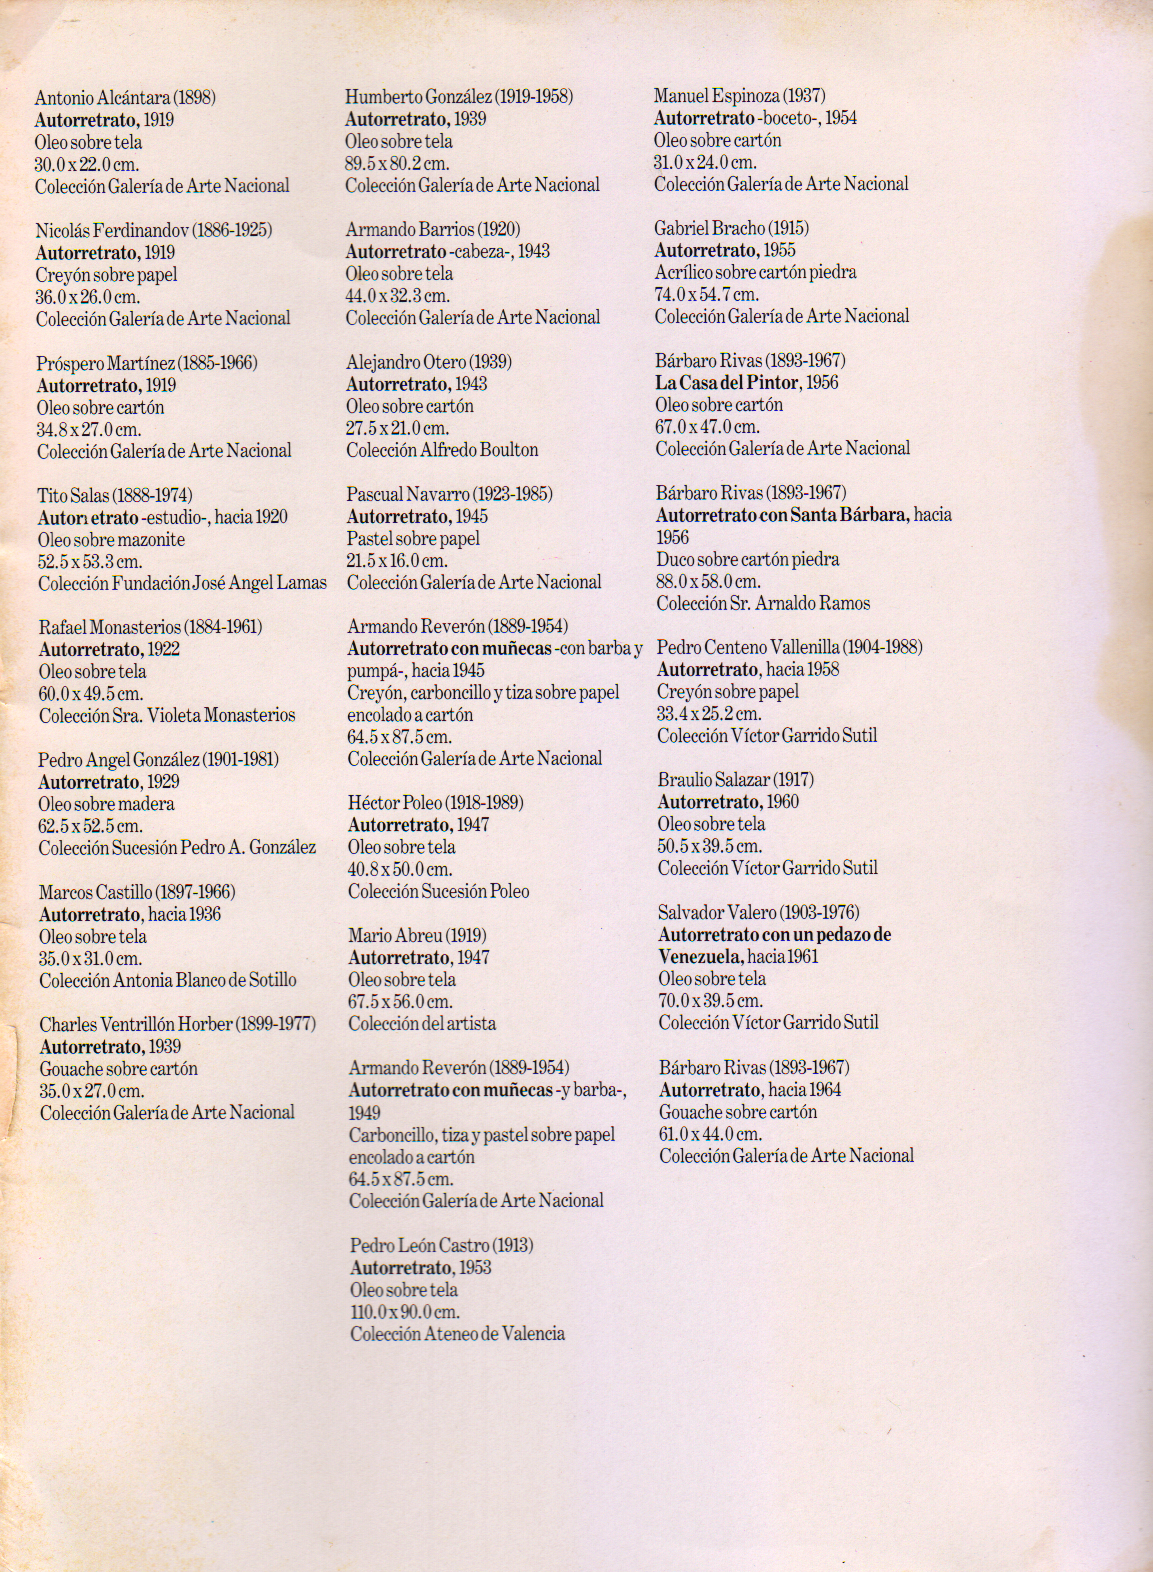 Antonio Alcántara (1898)
Autorretrato, 1919
Oleo sobre tela
30.0 x 22.0 cm.
Colección Galería de Arte Nacional
Nicolás Ferdinandov (1886-1925)
Autorretrato, 1919
Creyón sobre papel
36.0 x 26.0 cm.
Colección Galería de Arte Nacional
Próspero Martínez (1885-1966)
Autorretrato, 1919
Oleo sobre cartón
34.8 x 27.0 cm.
Colección Galería de Arte Nacional
Tito Salas (1888-1974)
Autorretrato -estudio-, hacia 1920
Oleo sobre mazonite
52.5 x 53.3 cm.
Colección Fundación José Angel Lamas
Rafael Monasterios (1884-1961)
Autorretrato, 1922
Oleo sobre tela
60.0 x 49.5 cm.
Colección Sra. Violeta Monasterios
Pedro Angel González (1901-1981)
Autorretrato, 1929
Oleo sobre madera
62.5 x 52.5 cm.
Colección Sucesión Pedro A. González
Marcos Castillo (1897-1966)
Autorretrato, hacia 1936
Oleo sobre tela
35.0 x 31.0 cm.
Colección Antonia Blanco de Sotillo
Charles Ventrillón Horber (1899-1977)
Autorretrato, 1939
Gouache sobre cartón
35.0 x 27.0 cm.
Colección Galería de Arte Nacional
Humberto González (1919-1958)
Autorretrato, 1939
Oleo sobre tela
89.5 x 80.2 cm.
Colección Galería de Arte Nacional
Armando Barrios (1920)
Autorretrato -cabeza-, 1943
Oleo sobre tela
44.0 x 32.3 cm.
Colección Galería de Arte Nacional
Alejandro Otero (1939)
Autorretrato, 1943
Oleo sobre cartón
27.5 x 21.0 cm.
Colección Alfredo Boulton
Pascual Navarro (1923-1985)
Autorretrato, 1945
Pastel sobre papel
21.5 x 16.0 cm.
Colección Galería de Arte Nacional
Armando Reverón (1889-1954)
Autorretrato con muñecas -con barba y
pumpá-, hacia 1945
Creyón, carboncillo y tiza sobre papel
encolado a cartón
64.5 x 87.5 cm.
Colección Galería de Arte Nacional
Héctor Poleo (1918-1989)
Autorretrato, 1947
Oleo sobre tela
40.8 x 50.0 cm.
Colección Sucesión Poleo
Mario Abreu (1919)
Autorretrato, 1947
Oleo sobre tela
67.5 x 56.0 cm.
Colección del artista
Armando Reverón (1889-1954)
Autorretrato con muñecas -y barba-,
1949
Carboncillo, tiza y pastel sobre papel
encolado a cartón
64.5 x 87.5 cm.
Colección Galería de Arte Nacional
Pedro León Castro (1913)
Autorretrato, 1953
Oleo sobre tela
110.0 x 90.0 cm.
Colección Ateneo de Valencia
Manuel Espinoza (1937)
Autorretrato -boceto-, 1954
Oleo sobre cartón
31.0 x 24.0 cm.
Colección Galería de Arte Nacional
Gabriel Bracho (1915)
Autorretrato, 1955
Acrílico sobre cartón piedra
74.0 x 54.7 cm.
Colección Galería de Arte Nacional
Bárbaro Rivas (1893-1967)
La Casa del Pintor, 1956
Oleo sobre cartón
67.0 x 47.0 cm.
Colección Galería de Arte Nacional
Bárbaro Rivas (1893-1967)
Autorretrato con Santa Bárbara, hacia
1956
Duco sobre cartón piedra
88.0 x 58.0 cm.
Colección Sr. Arnaldo Ramos
Pedro Centeno Vallenilla (1904-1988)
Autorretrato, hacia 1958
Creyón sobre papel
33.4 x 25.2 cm.
Colección Víctor Garrido Sutil
Braulio Salazar (1917)
Autorretrato, 1960
Oleo sobre tela
50.5 x 39.5 cm.
Colección Víctor Garrido Sutil
Salvador Valero (1903-1976)
Autorretrato con un pedazo de
Venezuela, hacia 1961
Oleo sobre tela
70.0 x 39.5 cm.
Colección Víctor Garrido Sutil
Bárbaro Rivas (1893-1967)
Autorretrato, hacia 1964
Gouache sobre cartón
61.0 x 44.0 cm.
Colección Galería de Arte Nacional